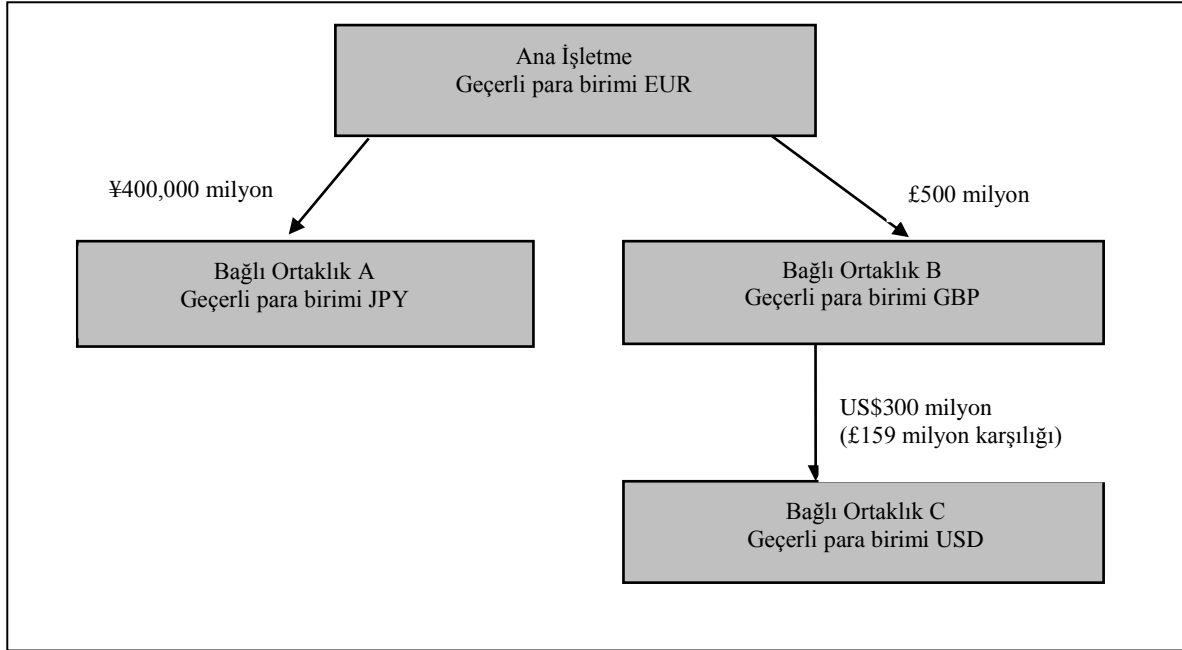 Ana İşletme
Geçerli para birimi EUR
¥400,000 milyon
£500 milyon
Bağlı Ortaklık A
Geçerli para birimi JPY
Bağlı Ortaklık B
Geçerli para birimi GBP
US$300 milyon
(£159 milyon karşılığı)
Bağlı Ortaklık C
Geçerli para birimi USD